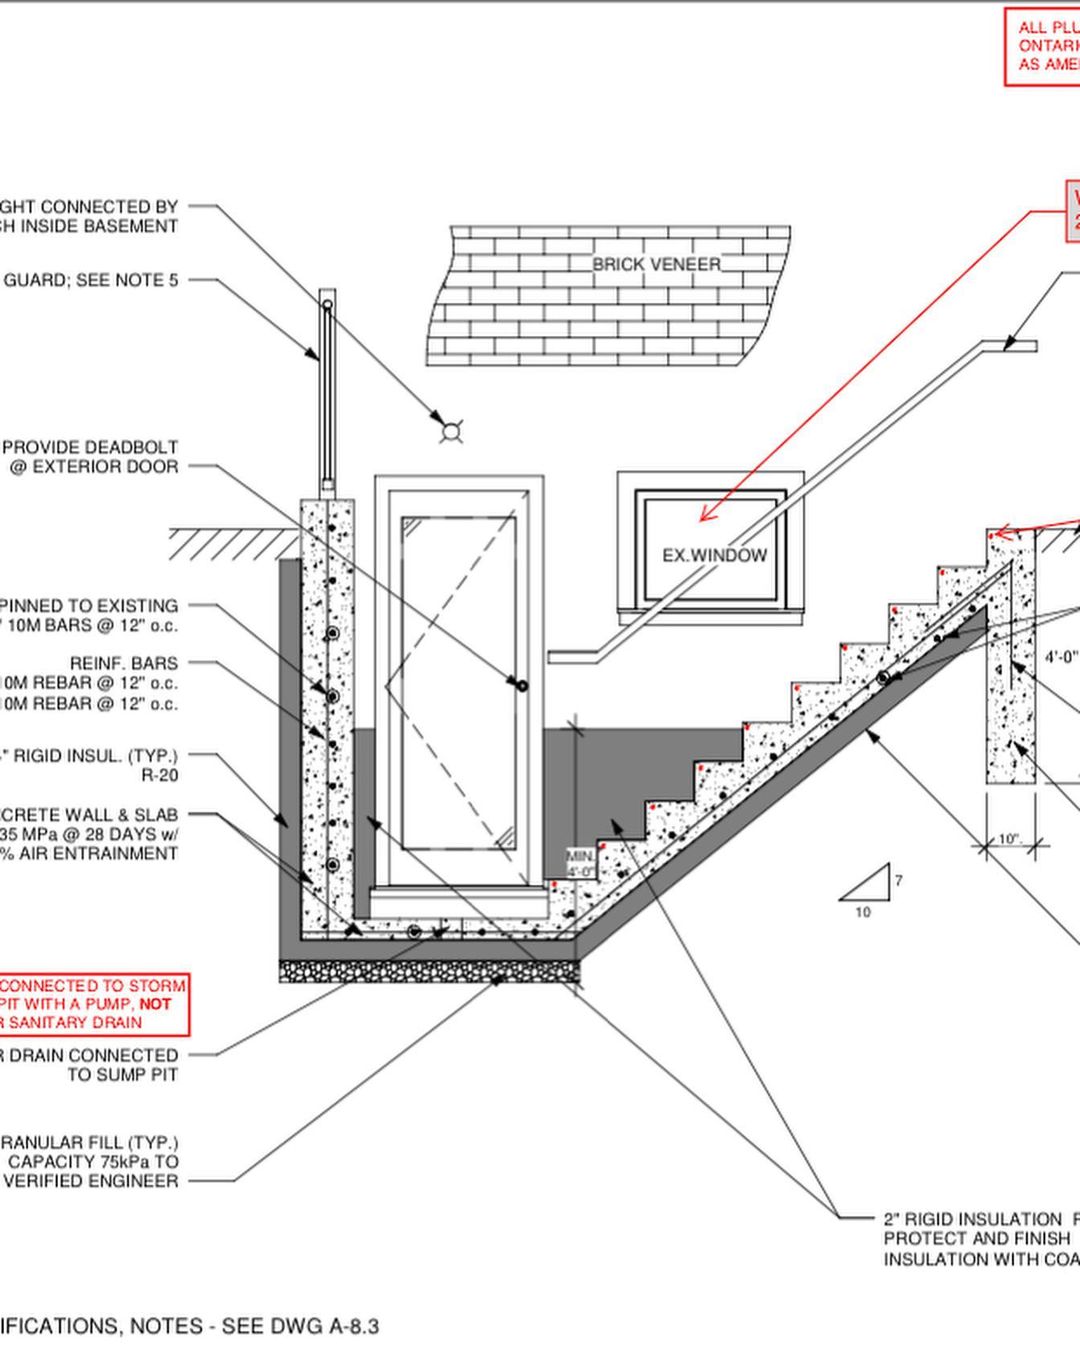 ALL PLU
ONTARI
AS AME
GHT CONNECTED BY
CH INSIDE BASEMENT
GUARD; SEE NOTE 5
BRICK VENEER
PROVIDE DEADBOLT
@ EXTERIOR DOOR
EX.WINDOW
PINNED TO EXISTING
10M BARS @ 12" o.c.
REINF. BARS
10M REBAR @ 12" o.c.
10M REBAR @ 12" o.c.
4'-0"
" RIGID INSUL. (TYP.)
R-20
CRETE WALL & SLAB
35 MPa @ 28 DAYS w/
% AIR ENTRAINMENT
MIN.
4'-0"
10"
7
10
CONNECTED TO STORM
PIT WITH A PUMP, NOT
R SANITARY DRAIN
R DRAIN CONNECTED
TO SUMP PIT
RANULAR FILL (TYP.)
CAPACITY 75kPa TO
VERIFIED ENGINEER
2" RIGID INSULATION
PROTECT AND FINISH
INSULATION WITH COA
IFICATIONS, NOTES - SEE DWG A-8.3